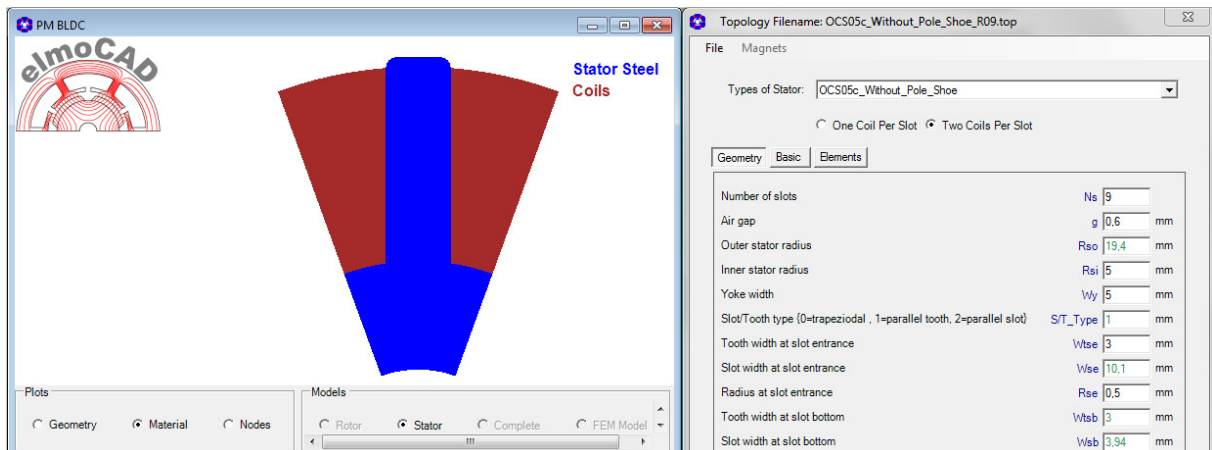 PM BLDC
elmoCAD
Stator Steel
Coils
Plots
Geometry
Material
Nodes
Models
Rotor
Stator
Complete
FEM Model
Topology Filename: OCS05c_Without_Pole_Shoe_R09.top
File Magnets
Types of Stator: OCS05c_Without_Pole_Shoe
One Coil Per Slot Two Coils Per Slot
Geometry Basic Elements
Number of slots Ns 9
Air gap g 0,6 mm
Outer stator radius Rso 19,4 mm
Inner stator radius Rsi 5 mm
Yoke width Wy 5 mm
Slot/Tooth type {0=trapeziodal , 1=parallel tooth, 2=parallel slot} S/T_Type 1 mm
Tooth width at slot entrance Wtse 3 mm
Slot width at slot entrance Wse 10,1 mm
Radius at slot entrance Rse 0,5 mm
Tooth width at slot bottom Wtsb 3 mm
Slot width at slot bottom Wsb 3,94 mm